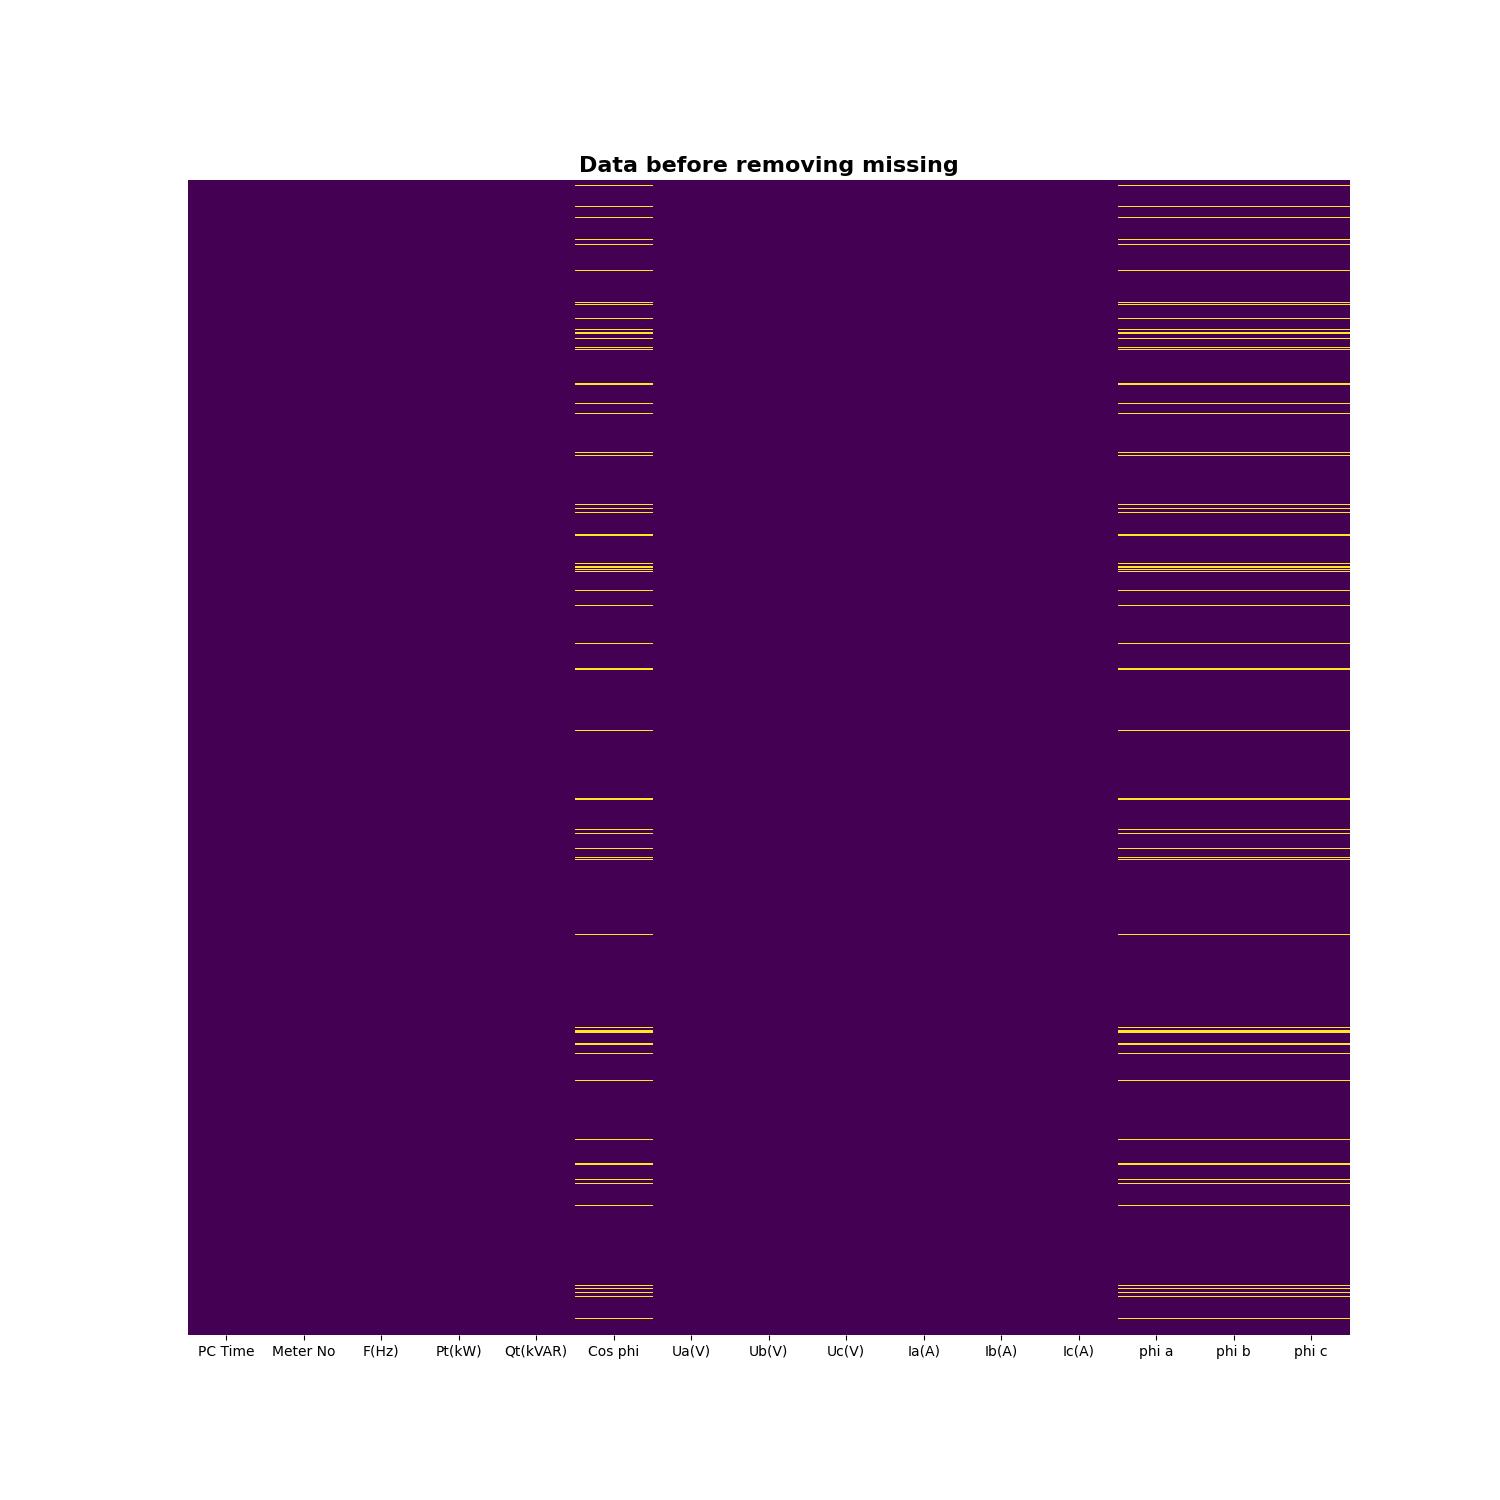 Data before removing missing
PC Time Meter No F(Hz) Pt(kW) Qt(kVAR) Cos phi Ua(V) Ub(V) Uc(V) Ia(A) Ib(A) Ic(A) phi a phi b phi c